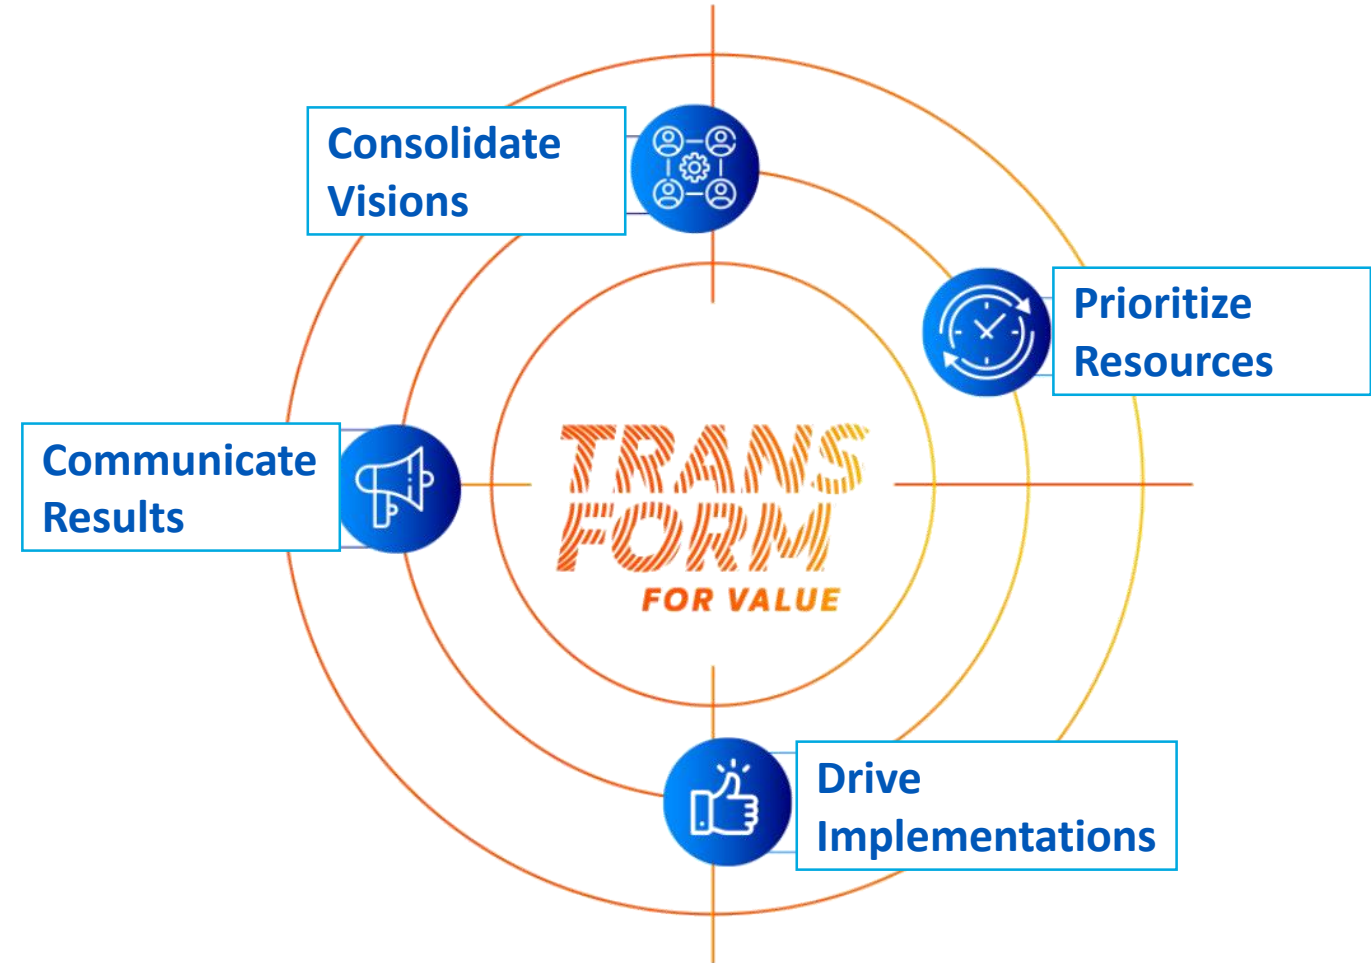 Consolidate
Visions
Prioritize
Resources
Communicate
Results
TRANS
FORM
FOR VALUE
Drive
Implementations